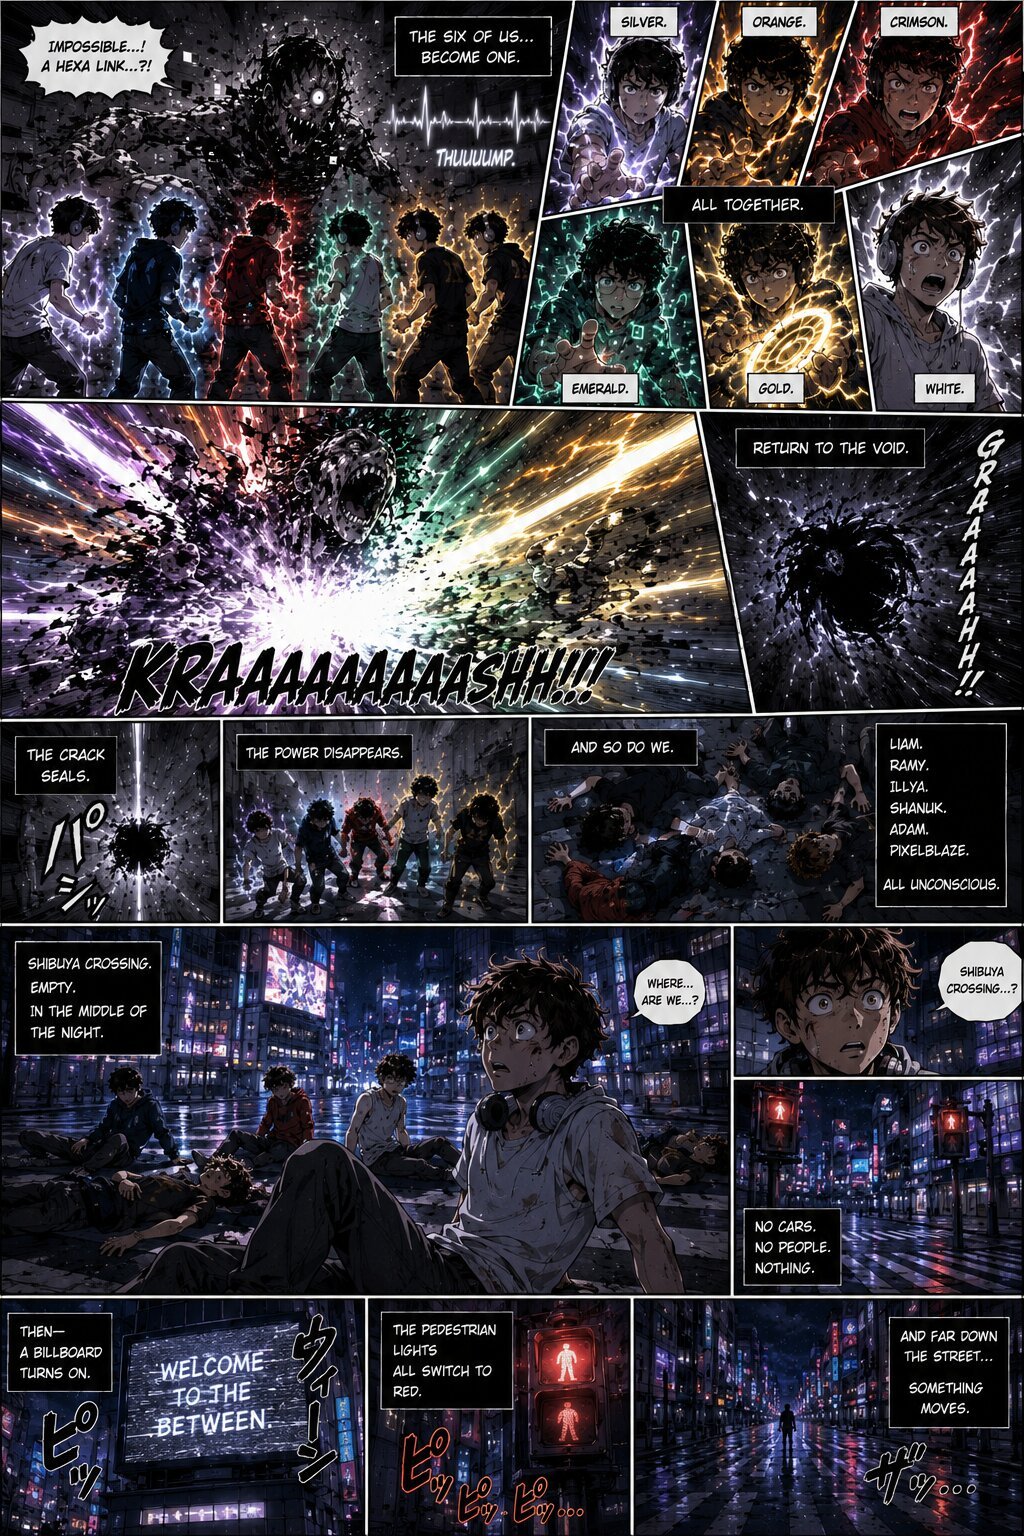 IMPOSSIBLE...!
A HEXA LINK...?!
THE SIX OF US...
BECOME ONE.
THUUUUMP.
SILVER.
ORANGE.
CRIMSON.
ALL TOGETHER.
EMERALD.
GOLD.
WHITE.
KRAAAAAAAAAASHH!!!
RETURN TO THE VOID.
GRAAAAAHH!!
THE CRACK
SEALS.
パシッ
THE POWER DISAPPEARS.
AND SO DO WE.
LIAM.
RAMY.
ILLYA.
SHANUK.
ADAM.
PIXELBLAZE.
ALL UNCONSCIOUS.
SHIBUYA CROSSING.
EMPTY.
IN THE MIDDLE OF
THE NIGHT.
WHERE...
ARE WE...?
SHIBUYA
CROSSING...?
NO CARS.
NO PEOPLE.
NOTHING.
THEN—
A BILLBOARD
TURNS ON.
WELCOME
TO THE
BETWEEN.
ピッ
ウィーン
THE PEDESTRIAN
LIGHTS
ALL SWITCH TO
RED.
ピッ
ピッ.ピッ...
AND FAR DOWN
THE STREET...
SOMETHING
MOVES.
ザッ...